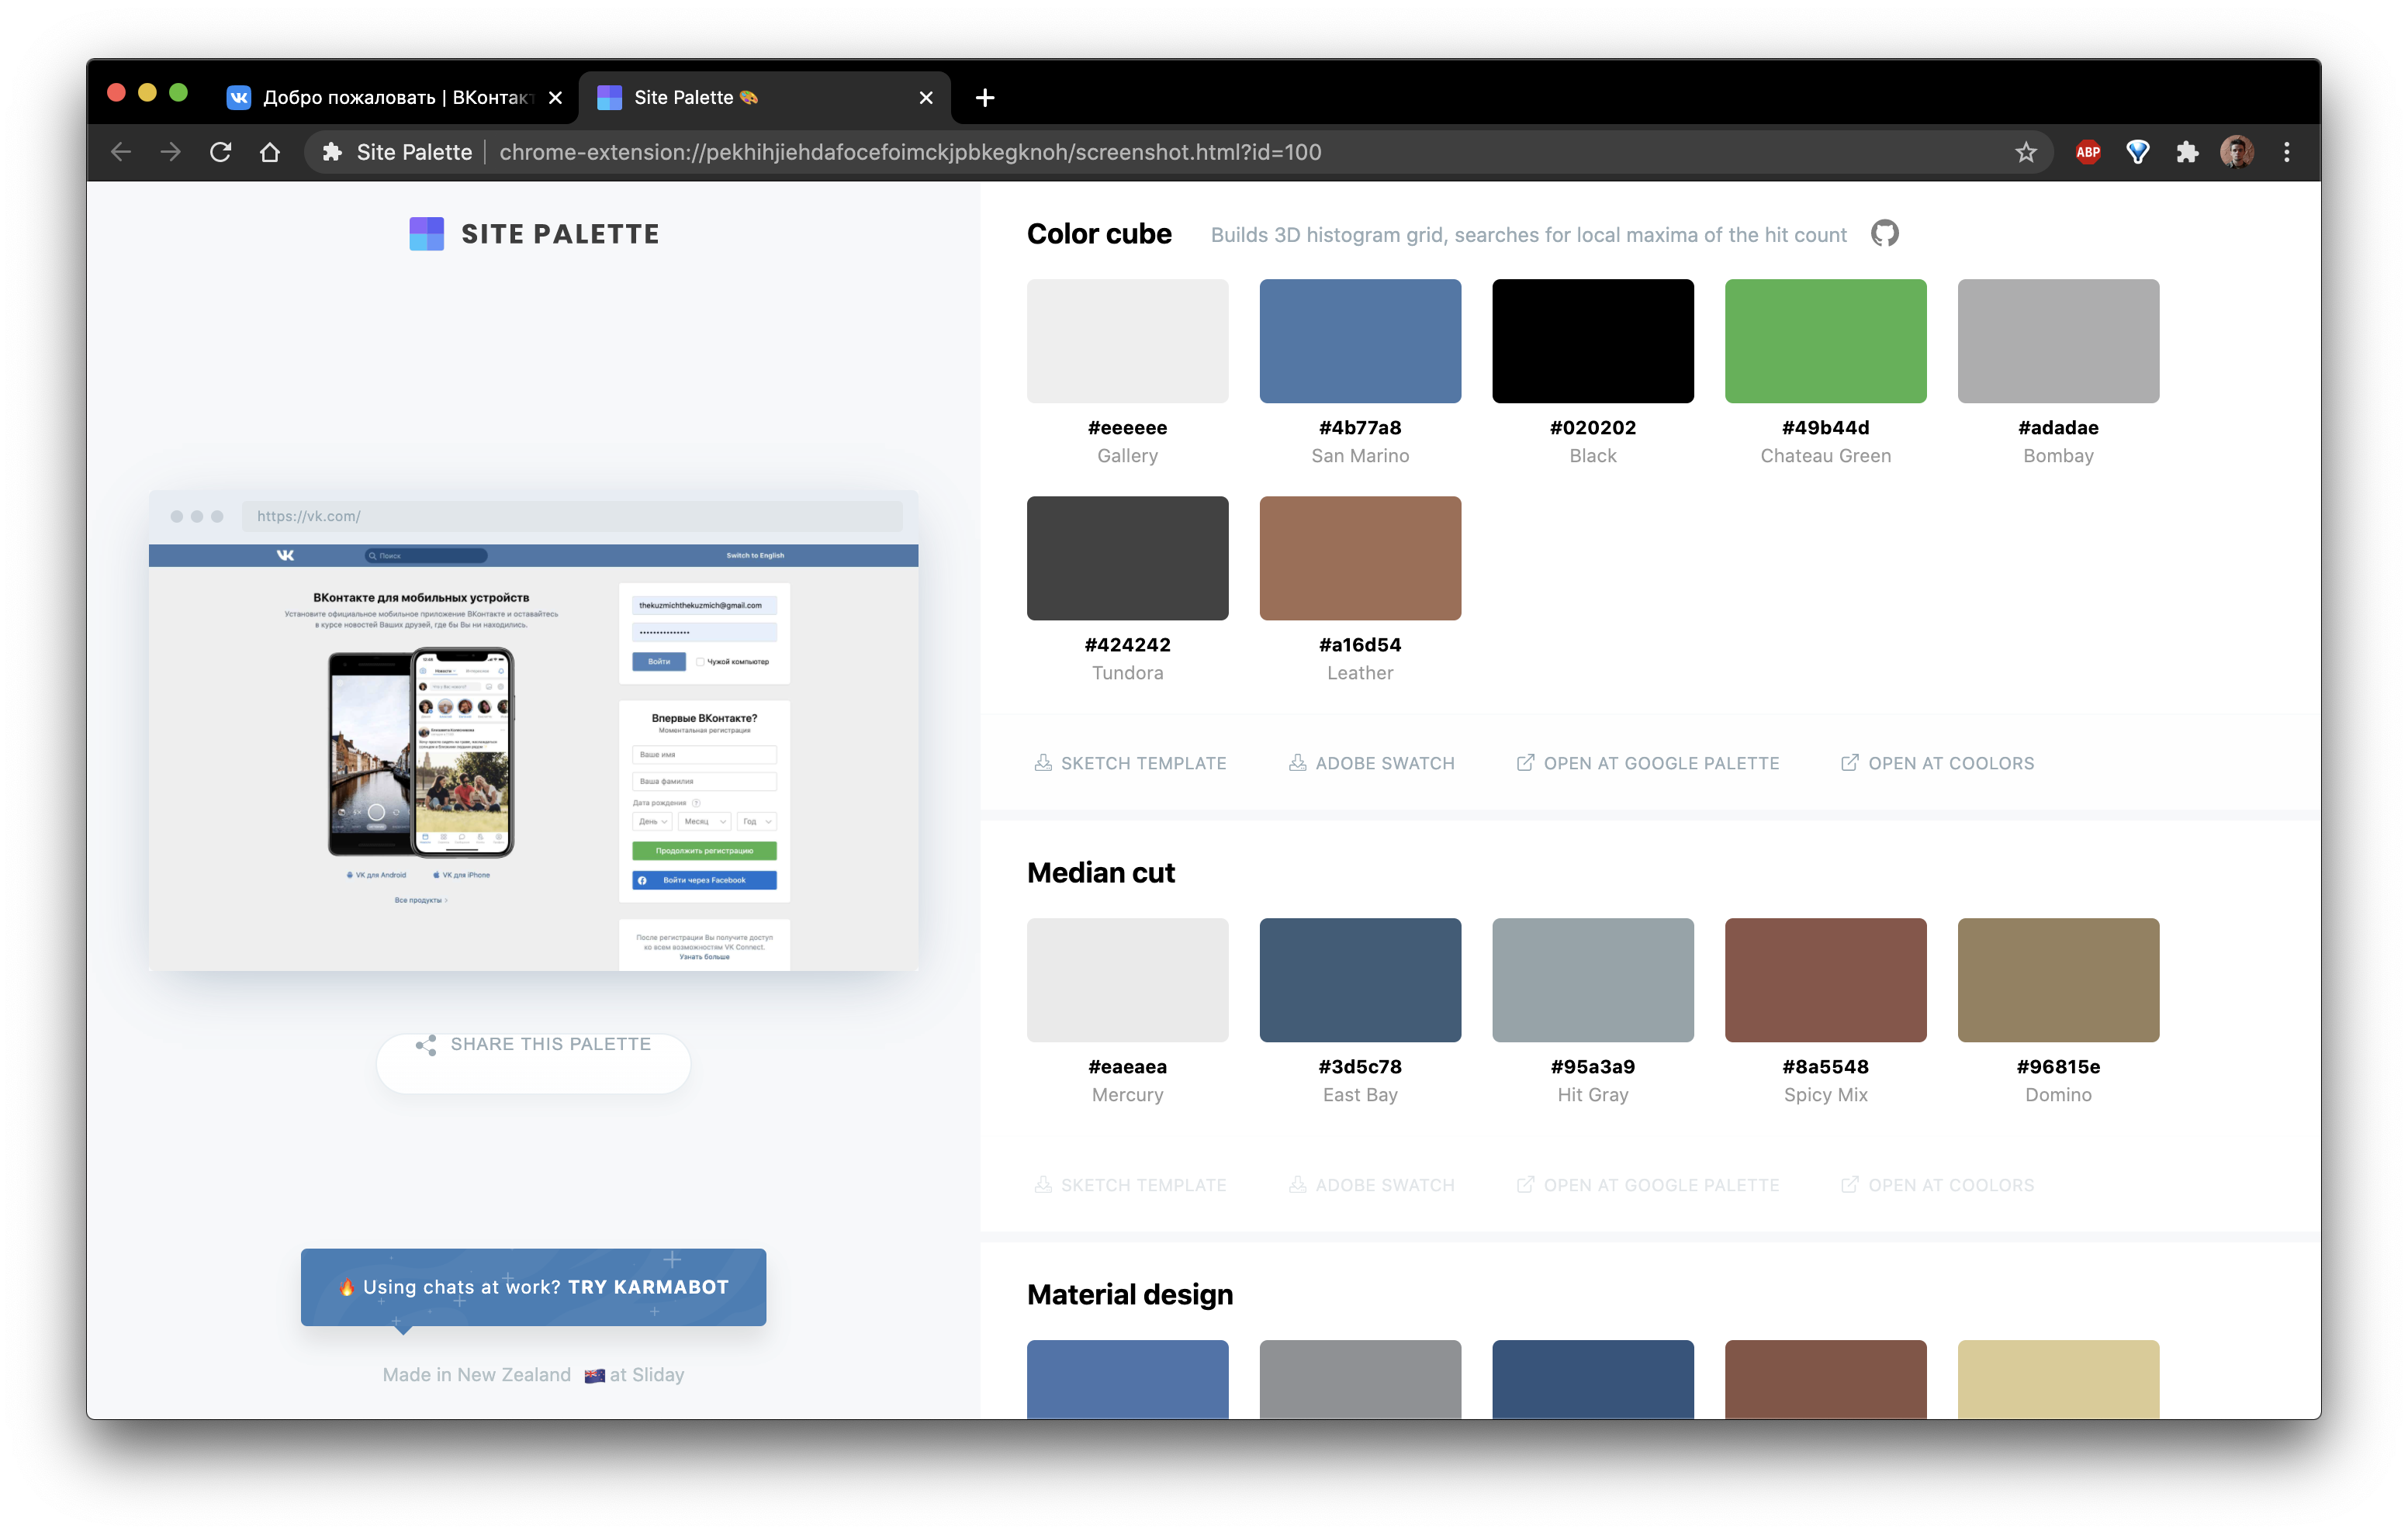 Добро пожаловать | ВКонтакт
Site Palette 🎨
Site Palette
chrome-extension://pekhihjiehdafocefoimckjpbkegknoh/screenshot.html?id=100
ABP
SITE PALETTE
https://vk.com/
Поиск
Switch to English
ВКонтакте для мобильных устройств
Установите официальное мобильное приложение ВКонтакте и оставайтесь
в курсе новостей Ваших друзей, где бы Вы ни находились.
VK для Android
VK для iPhone
Все продукты
thekuzmichthekuzmich@gmail.com
Войти
Чужой компьютер
Впервые ВКонтакте?
Моментальная регистрация
Ваше имя
Ваша фамилия
Дата рождения
День
Месяц
Год
Продолжить регистрацию
Войти через Facebook
После регистрации Вы получите доступ
ко всем возможностям VK Connect.
Узнать больше
SHARE THIS PALETTE
🔥 Using chats at work? TRY KARMABOT
Made in New Zealand 🇳🇿 at Sliday
Color cube
Builds 3D histogram grid, searches for local maxima of the hit count
#eeeeee
Gallery
#4b77a8
San Marino
#020202
Black
#49b44d
Chateau Green
#adadae
Bombay
#424242
Tundora
#a16d54
Leather
SKETCH TEMPLATE
ADOBE SWATCH
OPEN AT GOOGLE PALETTE
OPEN AT COOLORS
Median cut
#eaeaea
Mercury
#3d5c78
East Bay
#95a3a9
Hit Gray
#8a5548
Spicy Mix
#96815e
Domino
SKETCH TEMPLATE
ADOBE SWATCH
OPEN AT GOOGLE PALETTE
OPEN AT COOLORS
Material design